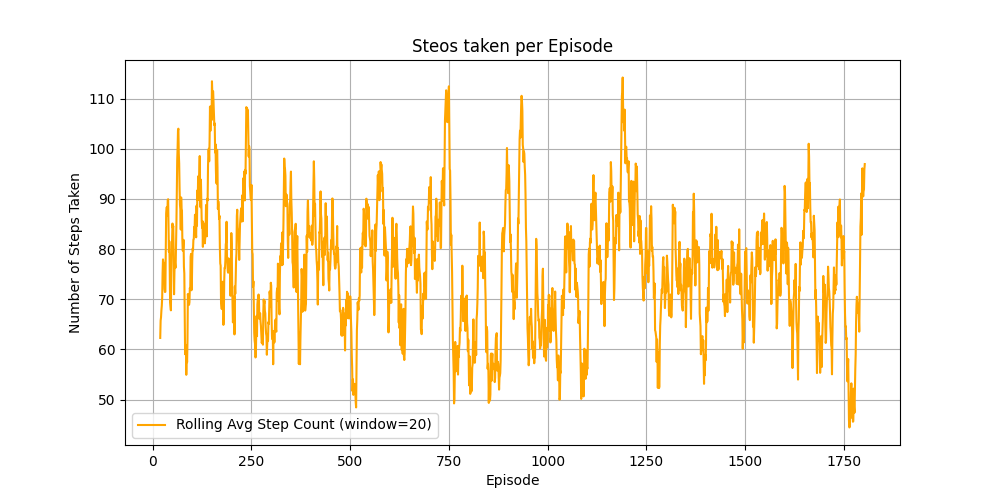 Steos taken per Episode
Number of Steps Taken
110
100
90
80
70
60
50
Rolling Avg Step Count (window=20)
0 250 500 750 1000 1250 1500 1750
Episode